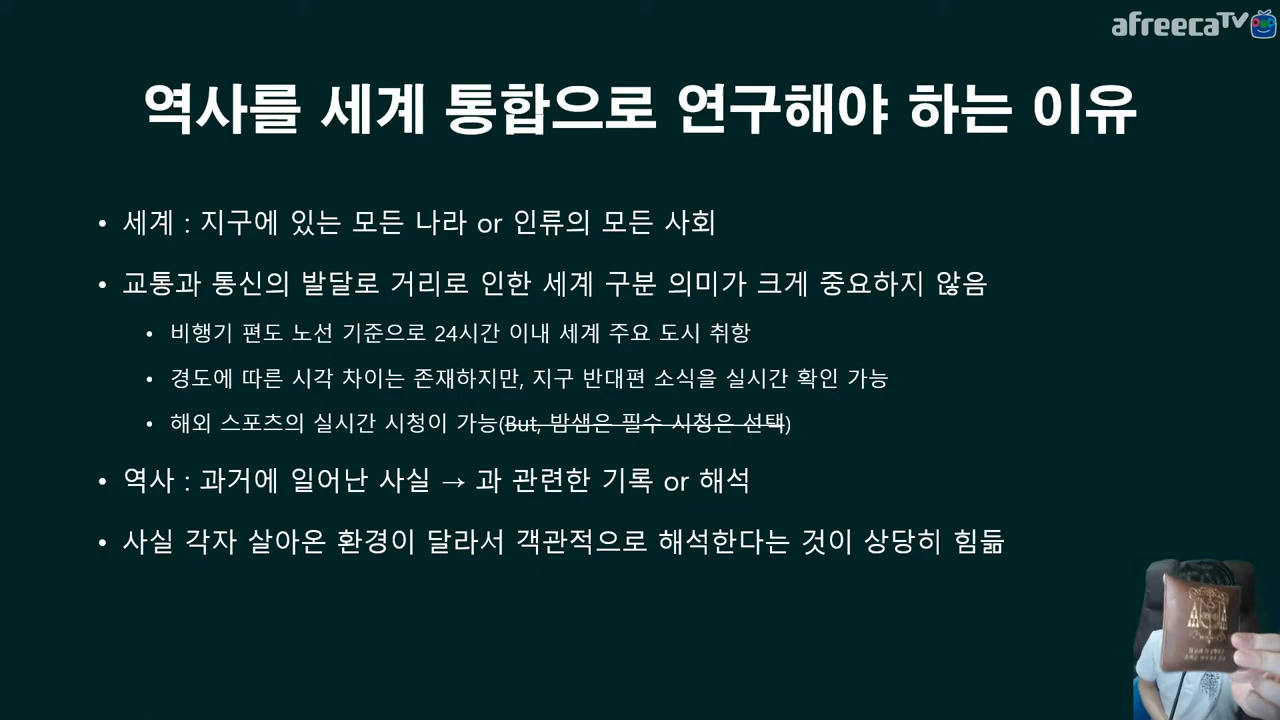 afreecaTV
역사를 세계 통합으로 연구해야 하는 이유
• 세계 : 지구에 있는 모든 나라 or 인류의 모든 사회
• 교통과 통신의 발달로 거리로 인한 세계 구분 의미가 크게 중요하지 않음
• 비행기 편도 노선 기준으로 24시간 이내 세계 주요 도시 취항
• 경도에 따른 시각 차이는 존재하지만, 지구 반대편 소식을 실시간 확인 가능
• 해외 스포츠의 실시간 시청이 가능(But, 밤샘은 필수 시청은 선택)
• 역사 : 과거에 일어난 사실 → 과 관련한 기록 or 해석
• 사실 각자 살아온 환경이 달라서 객관적으로 해석한다는 것이 상당히 힘듦